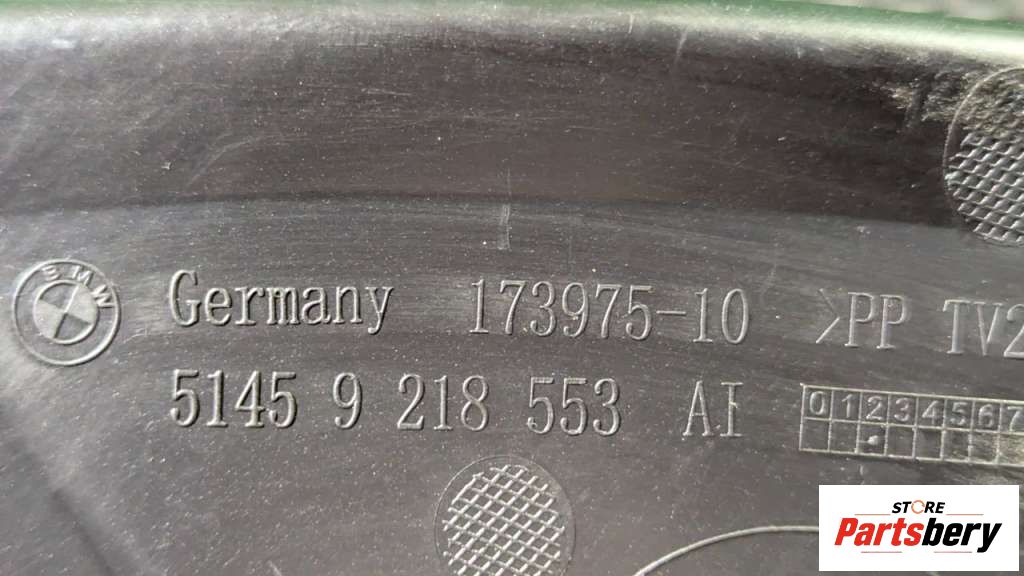 BMW
Germany 173975-10 >PP TV2
5145 9 218 553 AI
0 1 2 3 4 5 6 7
STORE
Partsbery